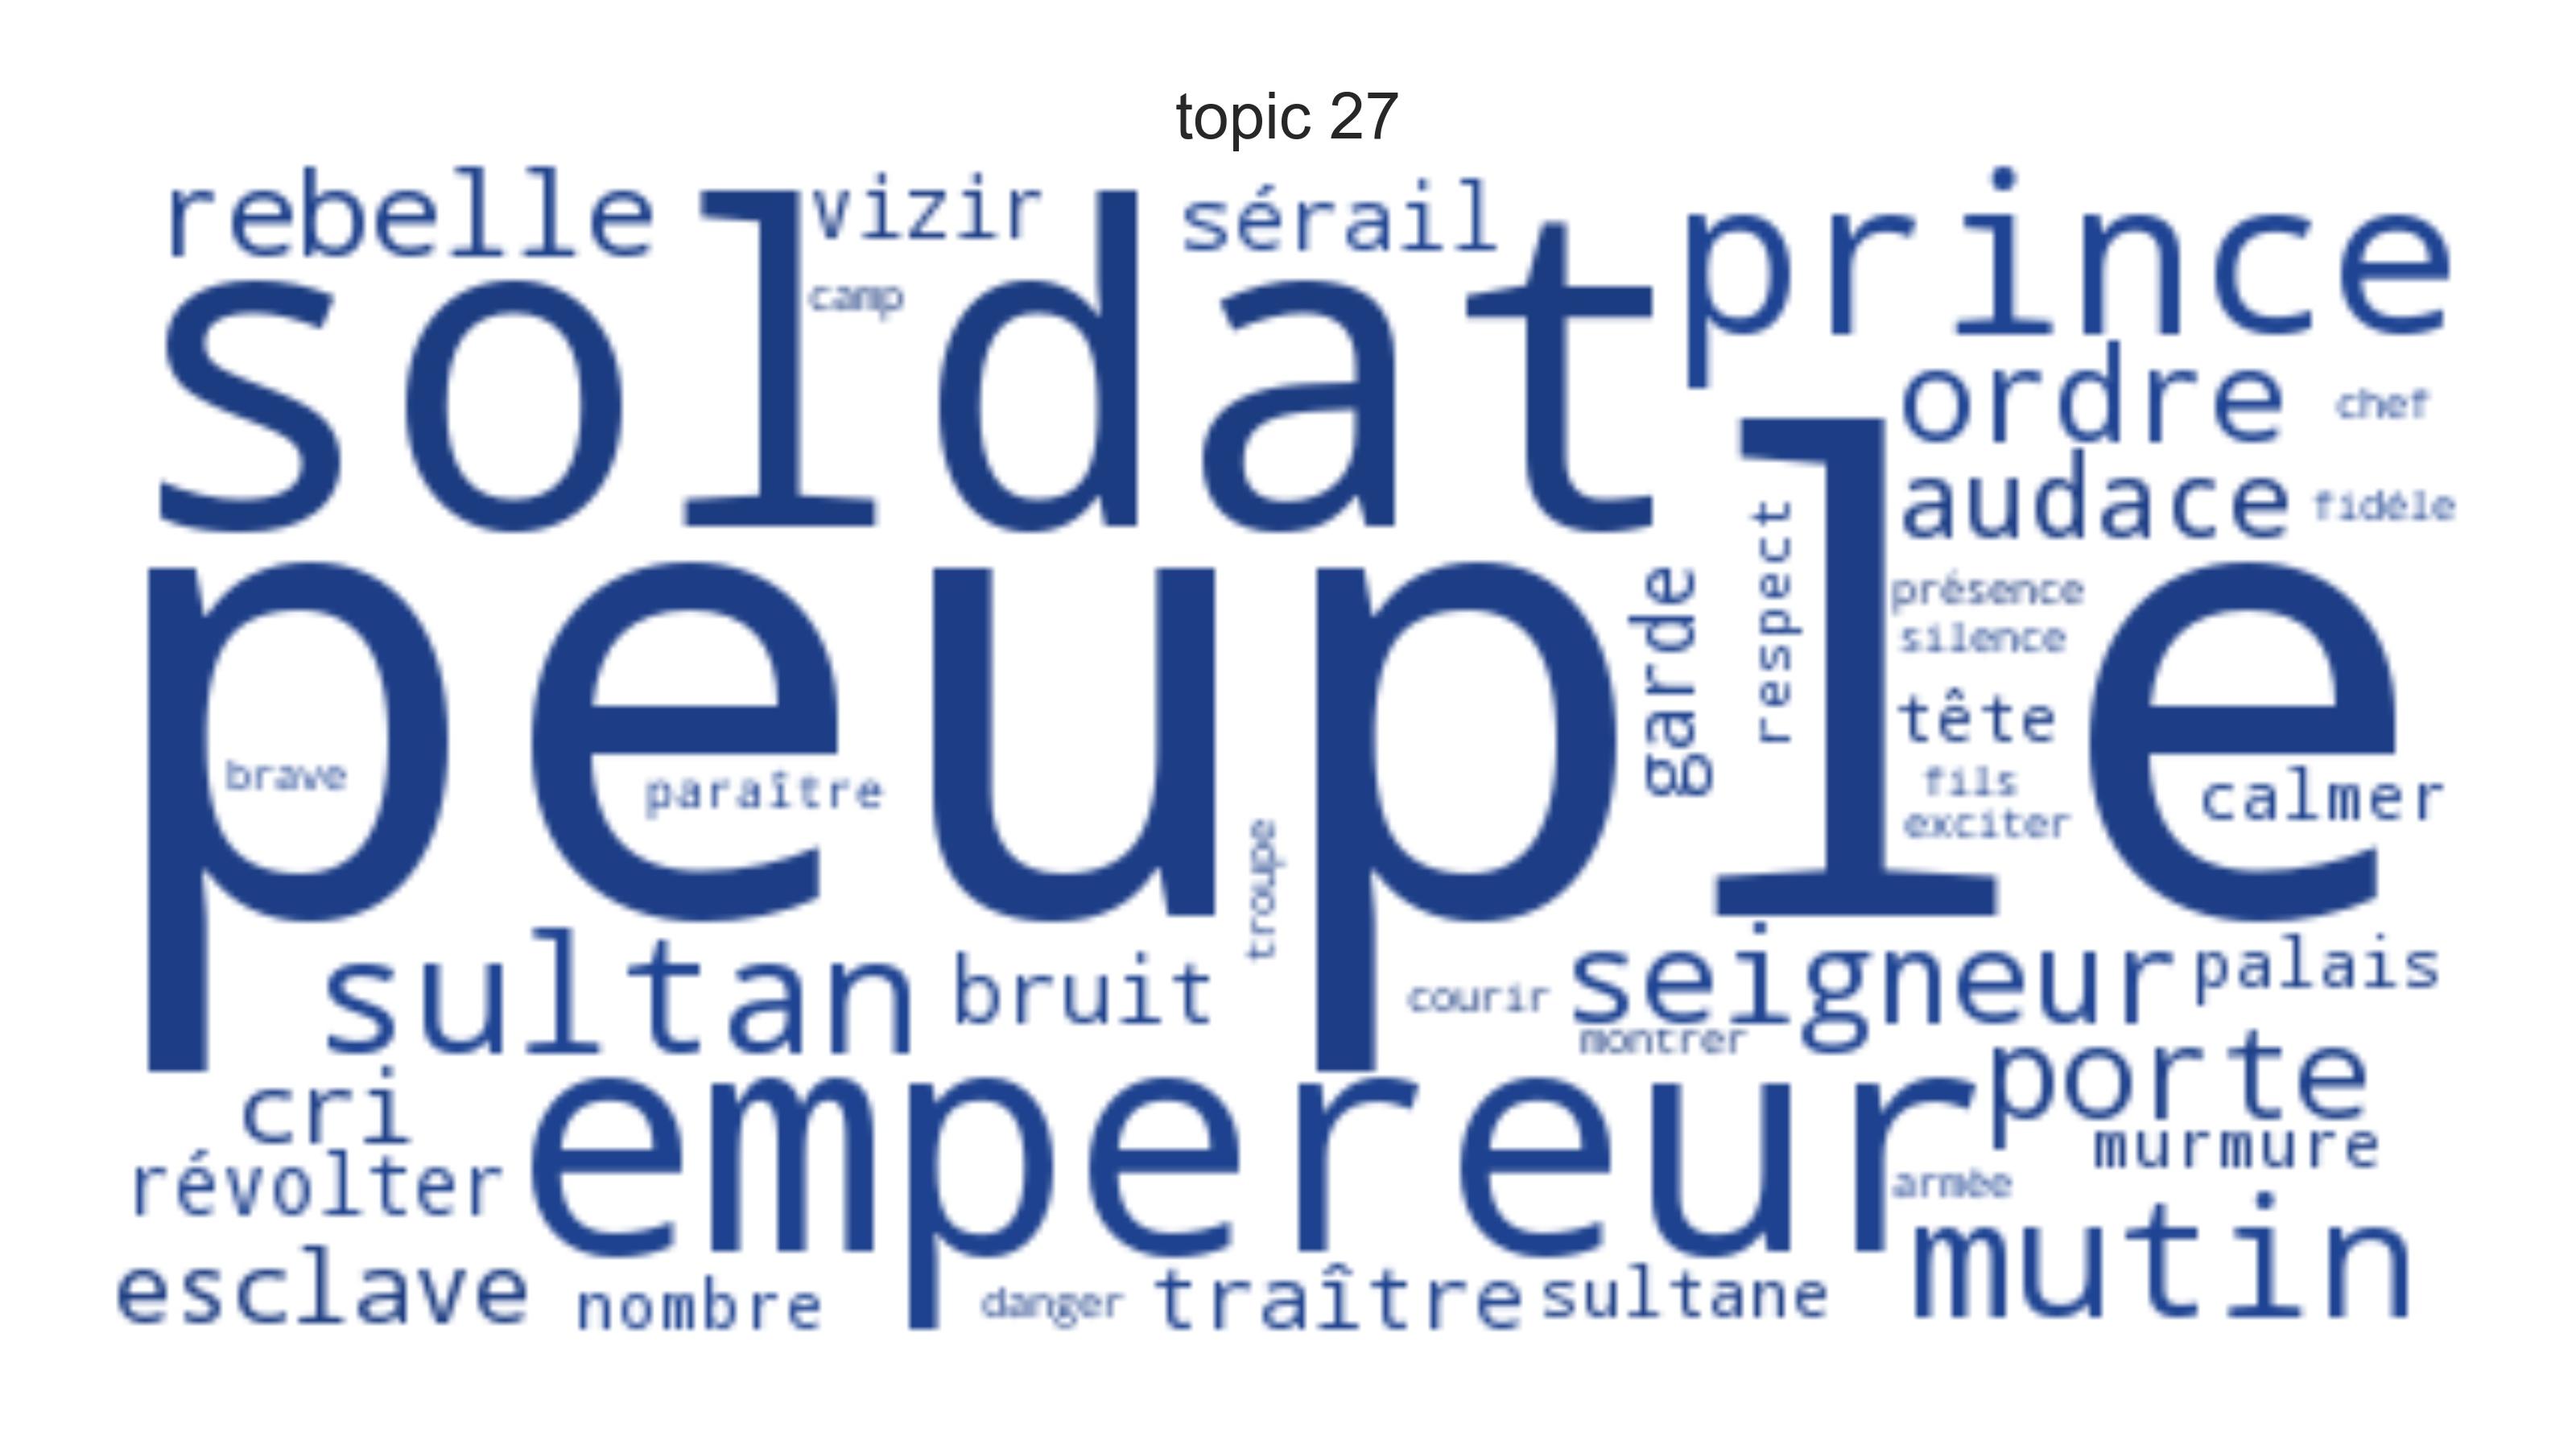 topic 27
rebelle
vizir
sérail
prince
soldat
camp
ordre
chef
audace
fidéle
peuple
garde
respect
présence
silence
tête
fils
exciter
calmer
brave
paraître
troupe
sultan
bruit
courir
seigneur
palais
montrer
cri
empereur
porte
murmure
révolter
armèe
mutin
esclave
nombre
danger
traître
sultane